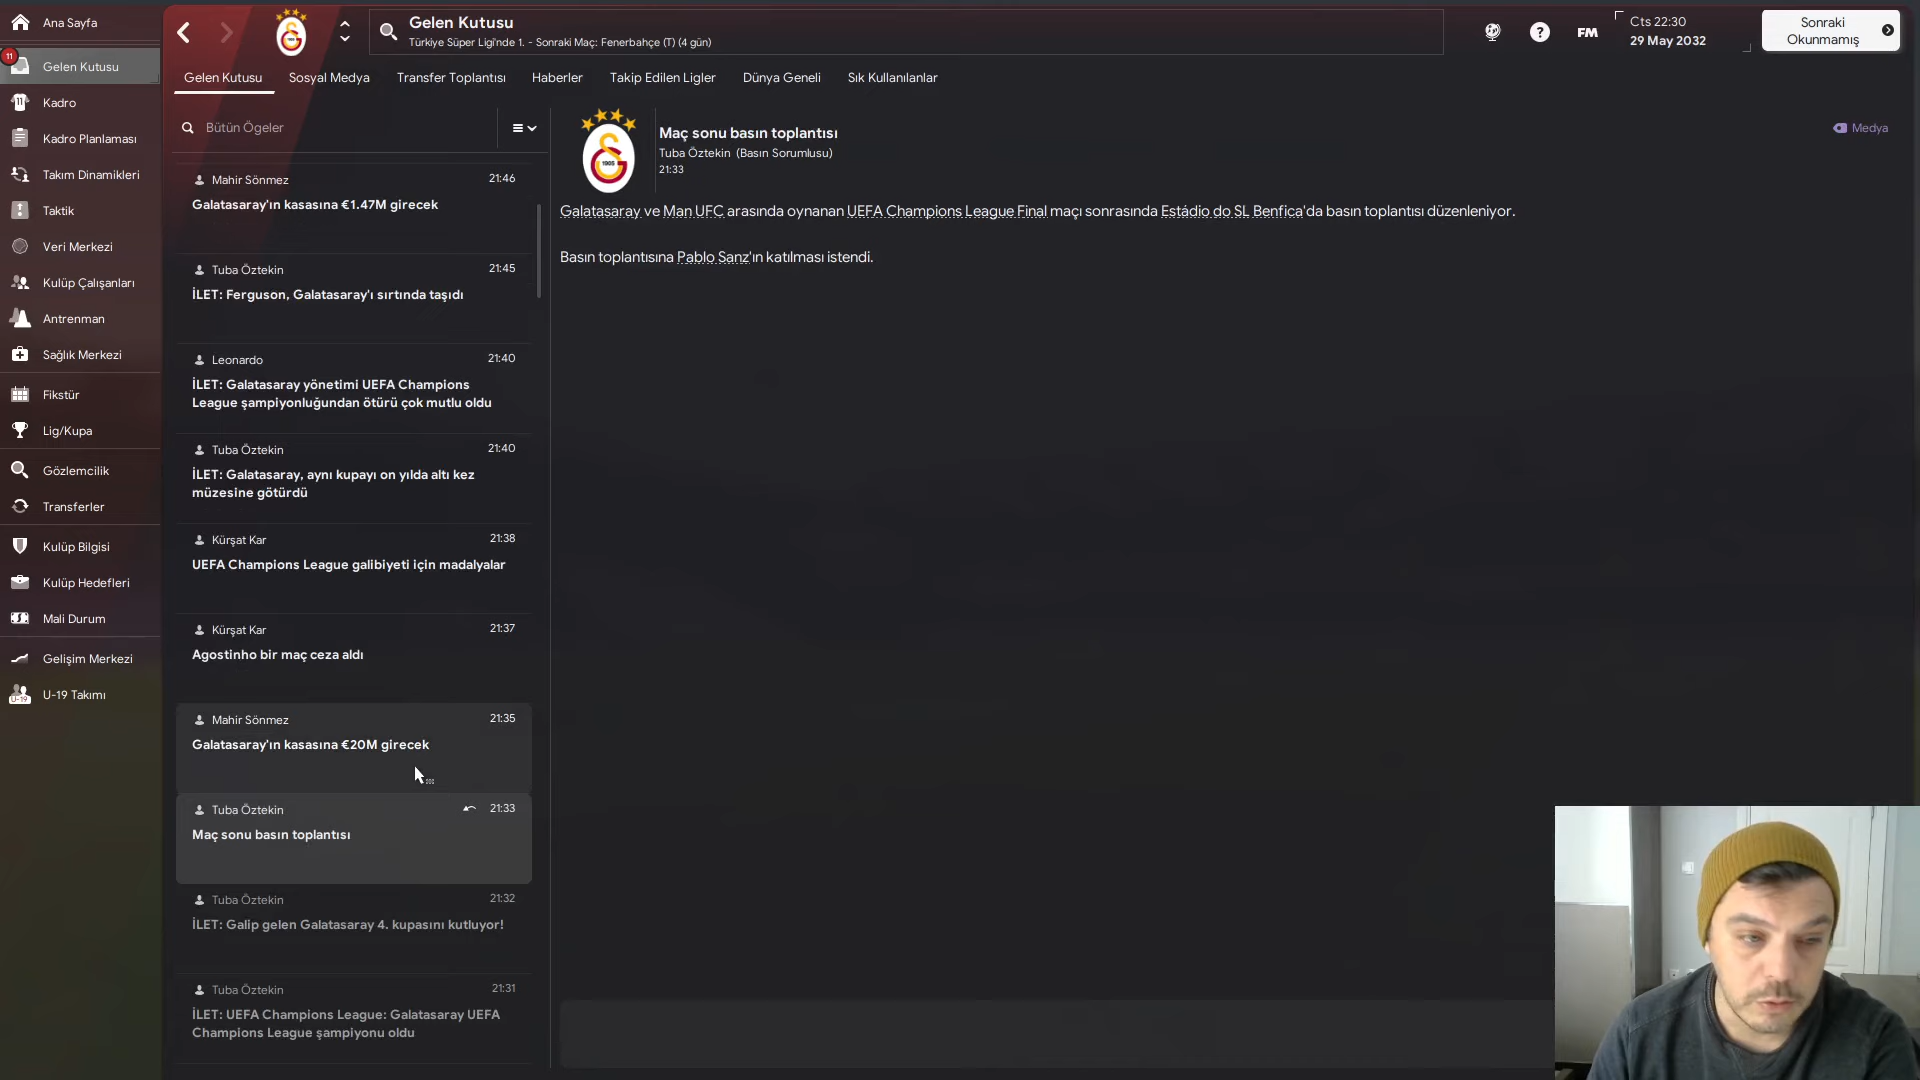 Ana Sayfa
11
Gelen Kutusu
Kadro
Kadro Planlaması
Takım Dinamikleri
Taktik
Veri Merkezi
Kulüp Çalışanları
Antrenman
Sağlık Merkezi
Fikstür
Lig/Kupa
Gözlemcilik
Transferler
Kulüp Bilgisi
Kulüp Hedefleri
Mali Durum
Gelişim Merkezi
U-19 Takımı
Gelen Kutusu
Türkiye Süper Ligi'nde 1. - Sonraki Maç: Fenerbahçe (T) (4 gün)
FM
Cts 22:30
29 May 2032
Sonraki
Okunmamış
Gelen Kutusu
Sosyal Medya
Transfer Toplantısı
Haberler
Takip Edilen Ligler
Dünya Geneli
Sık Kullanılanlar
Bütün Ögeler
Mahir Sönmez 21:46
Galatasaray'ın kasasına €1.47M girecek
Tuba Öztekin 21:45
İLET: Ferguson, Galatasaray'ı sırtında taşıdı
Leonardo 21:40
İLET: Galatasaray yönetimi UEFA Champions
League şampiyonluğundan ötürü çok mutlu oldu
Tuba Öztekin 21:40
İLET: Galatasaray, aynı kupayı on yılda altı kez
müzesine götürdü
Kürşat Kar 21:38
UEFA Champions League galibiyeti için madalyalar
Kürşat Kar 21:37
Agostinho bir maç ceza aldı
Mahir Sönmez 21:35
Galatasaray'ın kasasına €20M girecek
Tuba Öztekin 21:33
Maç sonu basın toplantısı
Tuba Öztekin 21:32
İLET: Galip gelen Galatasaray 4. kupasını kutluyor!
Tuba Öztekin 21:31
İLET: UEFA Champions League: Galatasaray UEFA
Champions League şampiyonu oldu
1905
Maç sonu basın toplantısı
Tuba Öztekin (Basın Sorumlusu)
21:33
Medya
Galatasaray ve Man UFC arasında oynanan UEFA Champions League Final maçı sonrasında Estádio do SL Benfica'da basın toplantısı düzenleniyor.
Basın toplantısına Pablo Sanz'ın katılması istendi.